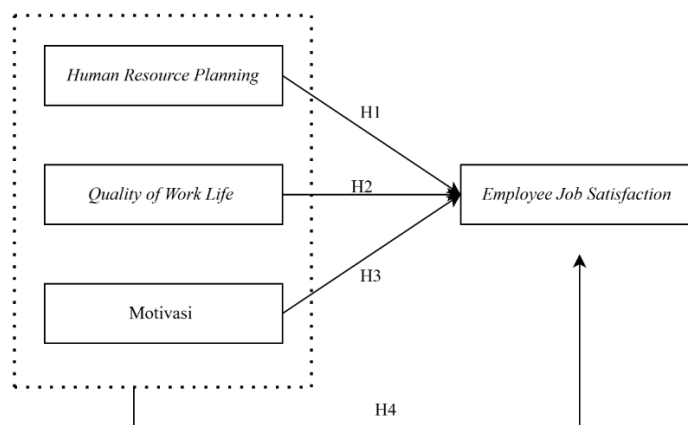 Human Resource Planning
H1
Quality of Work Life
H2
Employee Job Satisfaction
H3
Motivasi
H4